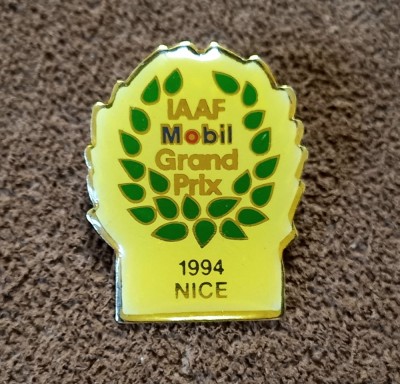 IAAF
Mobil
Grand
Prix
1994
NICE